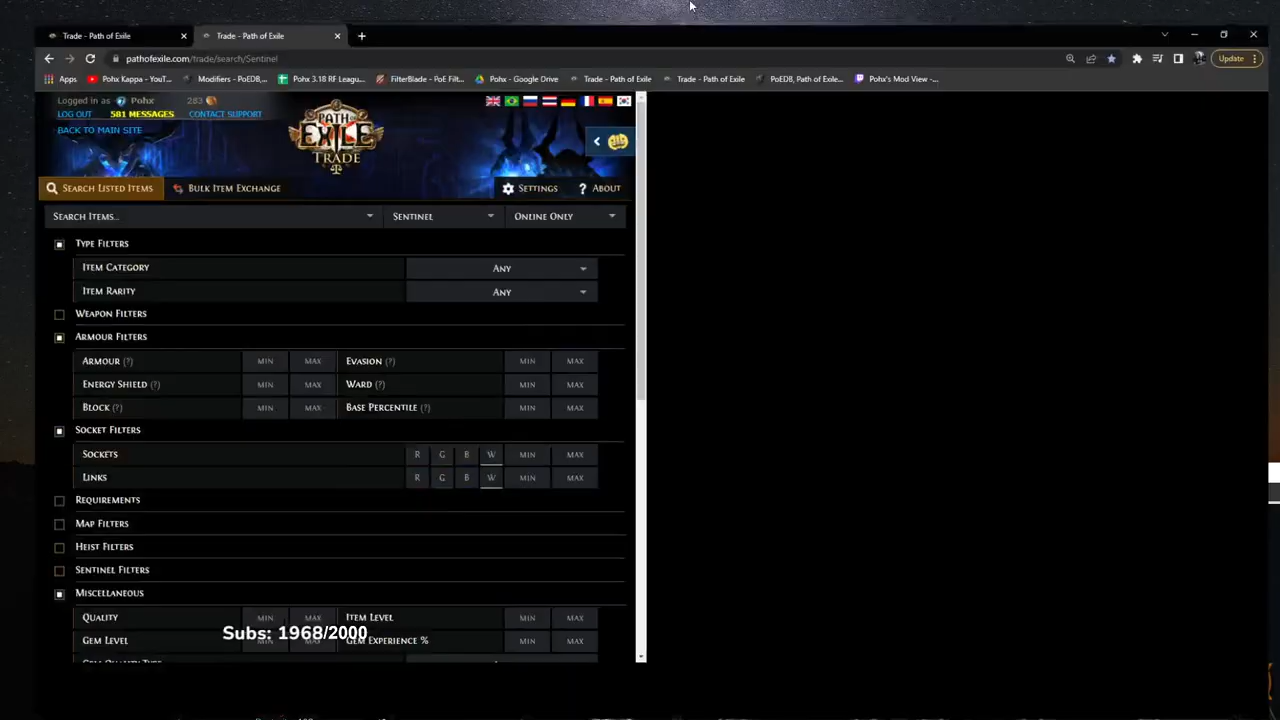 Trade - Path of Exile
Trade - Path of Exile
pathofexile.com/trade/search/Sentinel
Update
Apps
Pohx Kappa - YouT...
Modifiers - PoEDB,...
Pohx 3.18 RF Leagu...
FilterBlade - PoE Filt...
Pohx - Google Drive
Trade - Path of Exile
Trade - Path of Exile
PoEDB, Path of Exile...
Pohx's Mod View -...
Logged in as Pohx 283
LOG OUT 581 MESSAGES CONTACT SUPPORT
BACK TO MAIN SITE
PATH OF EXILE
TRADE
SEARCH LISTED ITEMS
BULK ITEM EXCHANGE
SETTINGS
? ABOUT
SEARCH ITEMS... SENTINEL ONLINE ONLY
TYPE FILTERS
ITEM CATEGORY ANY
ITEM RARITY ANY
WEAPON FILTERS
ARMOUR FILTERS
ARMOUR (?) MIN MAX EVASION (?) MIN MAX
ENERGY SHIELD (?) MIN MAX WARD (?) MIN MAX
BLOCK (?) MIN MAX BASE PERCENTILE (?) MIN MAX
SOCKET FILTERS
SOCKETS R G B W MIN MAX
LINKS R G B W MIN MAX
REQUIREMENTS
MAP FILTERS
HEIST FILTERS
SENTINEL FILTERS
MISCELLANEOUS
QUALITY MIN MAX ITEM LEVEL MIN MAX
Subs: 1968/2000
GEM LEVEL GEM EXPERIENCE % MIN MAX
GEM QUALITY TYPE